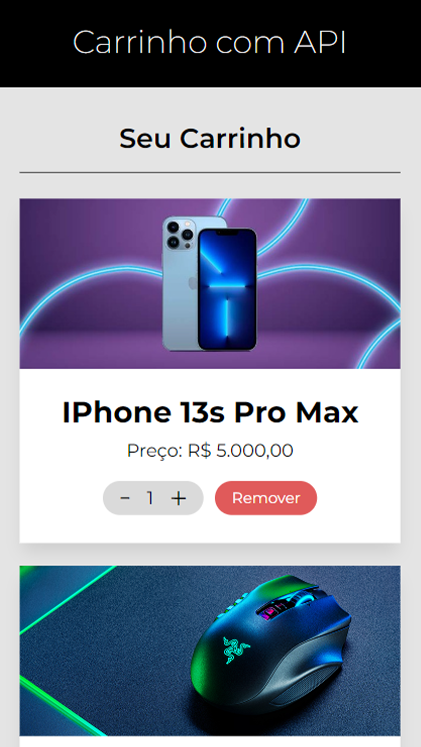 Carrinho com API
Seu Carrinho
IPhone 13s Pro Max
Preço: R$ 5.000,00
- 1 + Remover